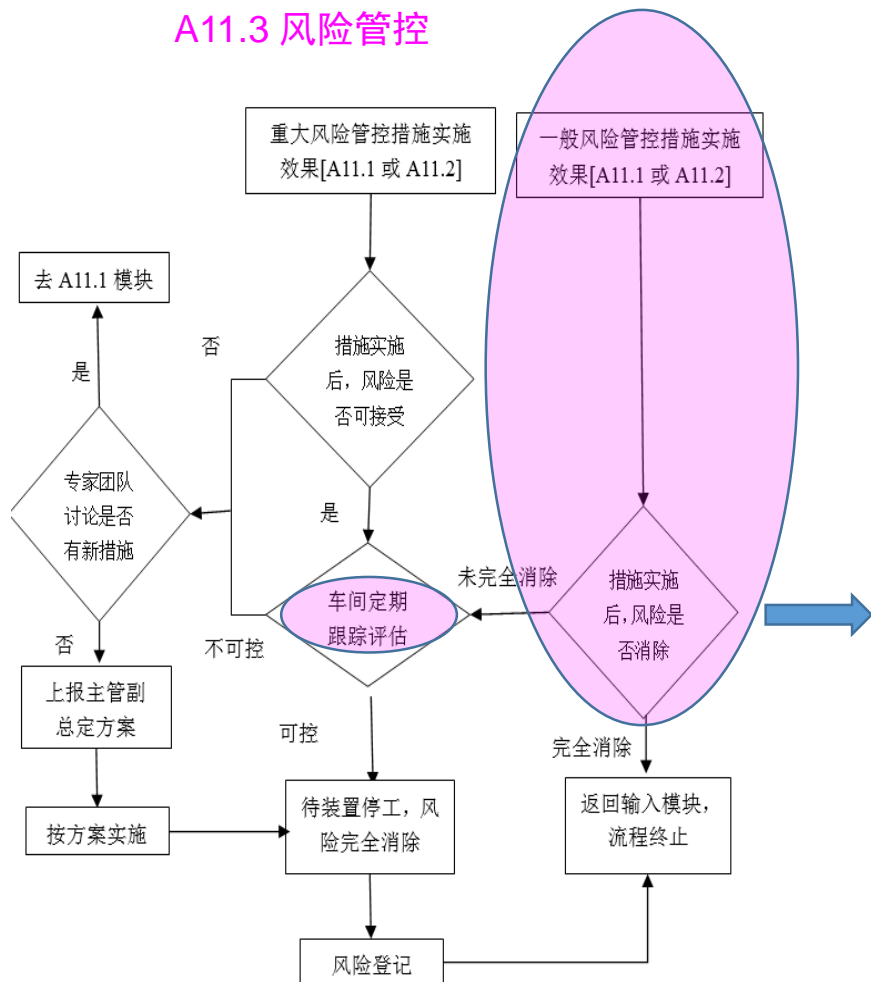 A11.3 风险管控
重大风险管控措施实施
效果[A11.1 或 A11.2]
一般风险管控措施实施
效果[A11.1 或 A11.2]
去 A11.1 模块
否
措施实施
后，风险是
否可接受
是
专家团队
讨论是否
有新措施
是
未完全消除
措施实施
后,风险是
否消除
车间定期
跟踪评估
否
不可控
上报主管副
总定方案
可控
完全消除
待装置停工，风
险完全消除
返回输入模块，
流程终止
按方案实施
风险登记